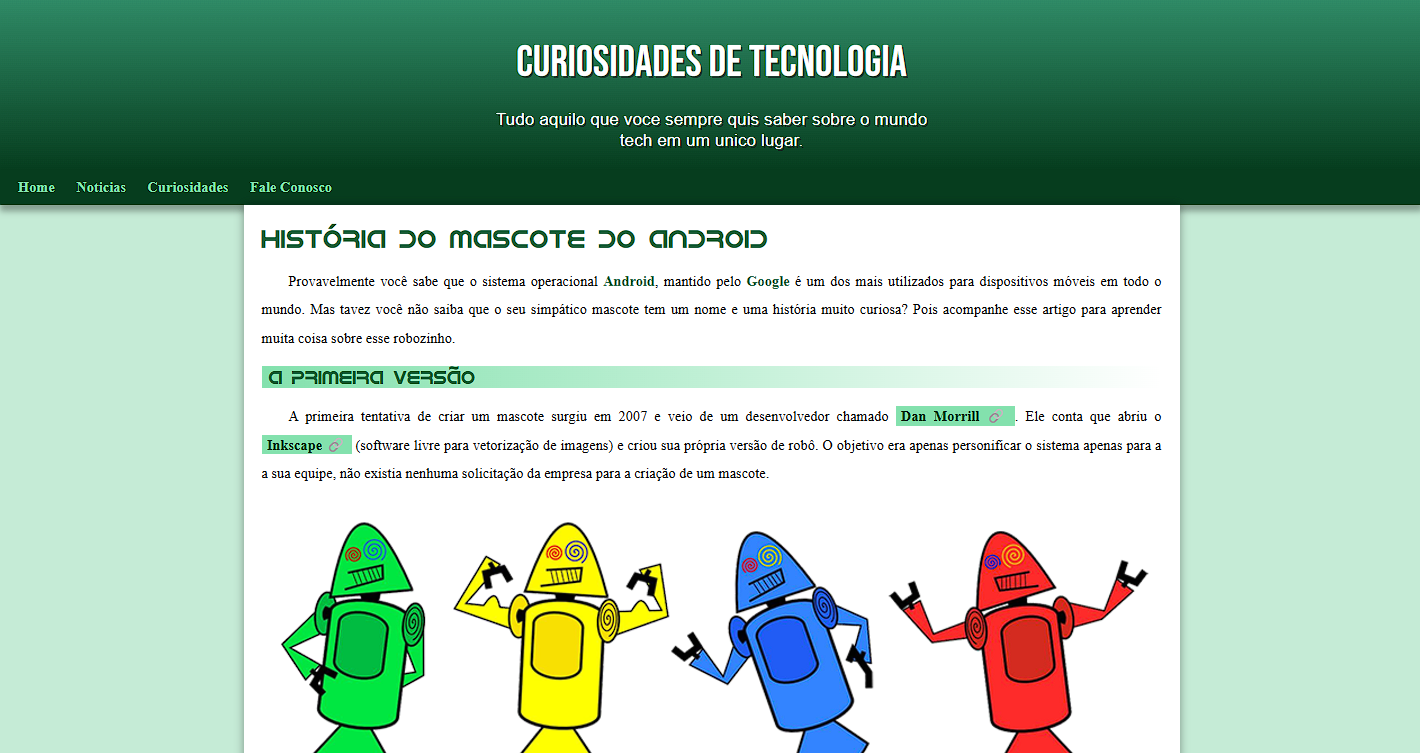 CURIOSIDADES DE TECNOLOGIA
Tudo aquilo que voce sempre quis saber sobre o mundo
tech em um unico lugar.
Home Noticias Curiosidades Fale Conosco
HISTÓRIA DO MASCOTE DO ANDROID
Provavelmente você sabe que o sistema operacional Android, mantido pelo Google é um dos mais utilizados para dispositivos móveis em todo o
mundo. Mas tavez você não saiba que o seu simpático mascote tem um nome e uma história muito curiosa? Pois acompanhe esse artigo para aprender
muita coisa sobre esse robozinho.
A PRIMEIRA VERSÃO
A primeira tentativa de criar um mascote surgiu em 2007 e veio de um desenvolvedor chamado Dan Morrill. Ele conta que abriu o
Inkscape (software livre para vetorização de imagens) e criou sua própria versão de robô. O objetivo era apenas personificar o sistema apenas para a
a sua equipe, não existia nenhuma solicitação da empresa para a criação de um mascote.